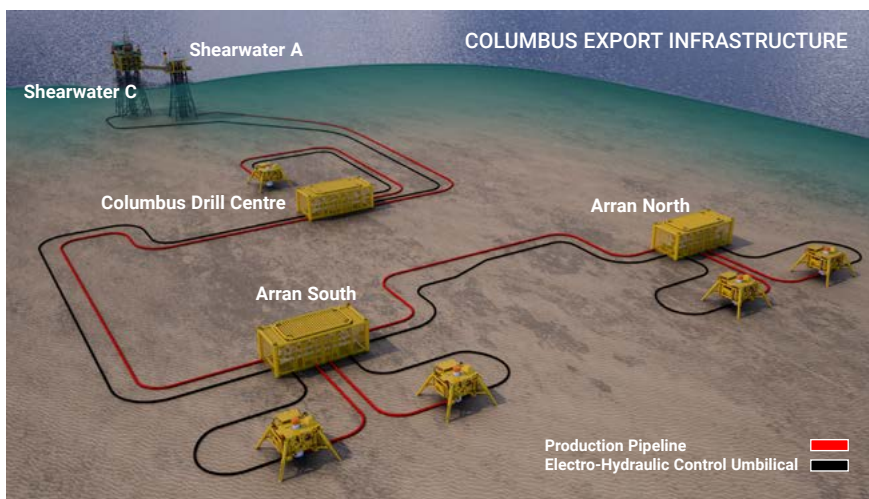 COLUMBUS EXPORT INFRASTRUCTURE
Shearwater A
Shearwater C
Columbus Drill Centre
Arran North
Arran South
Production Pipeline
Electro-Hydraulic Control Umbilical